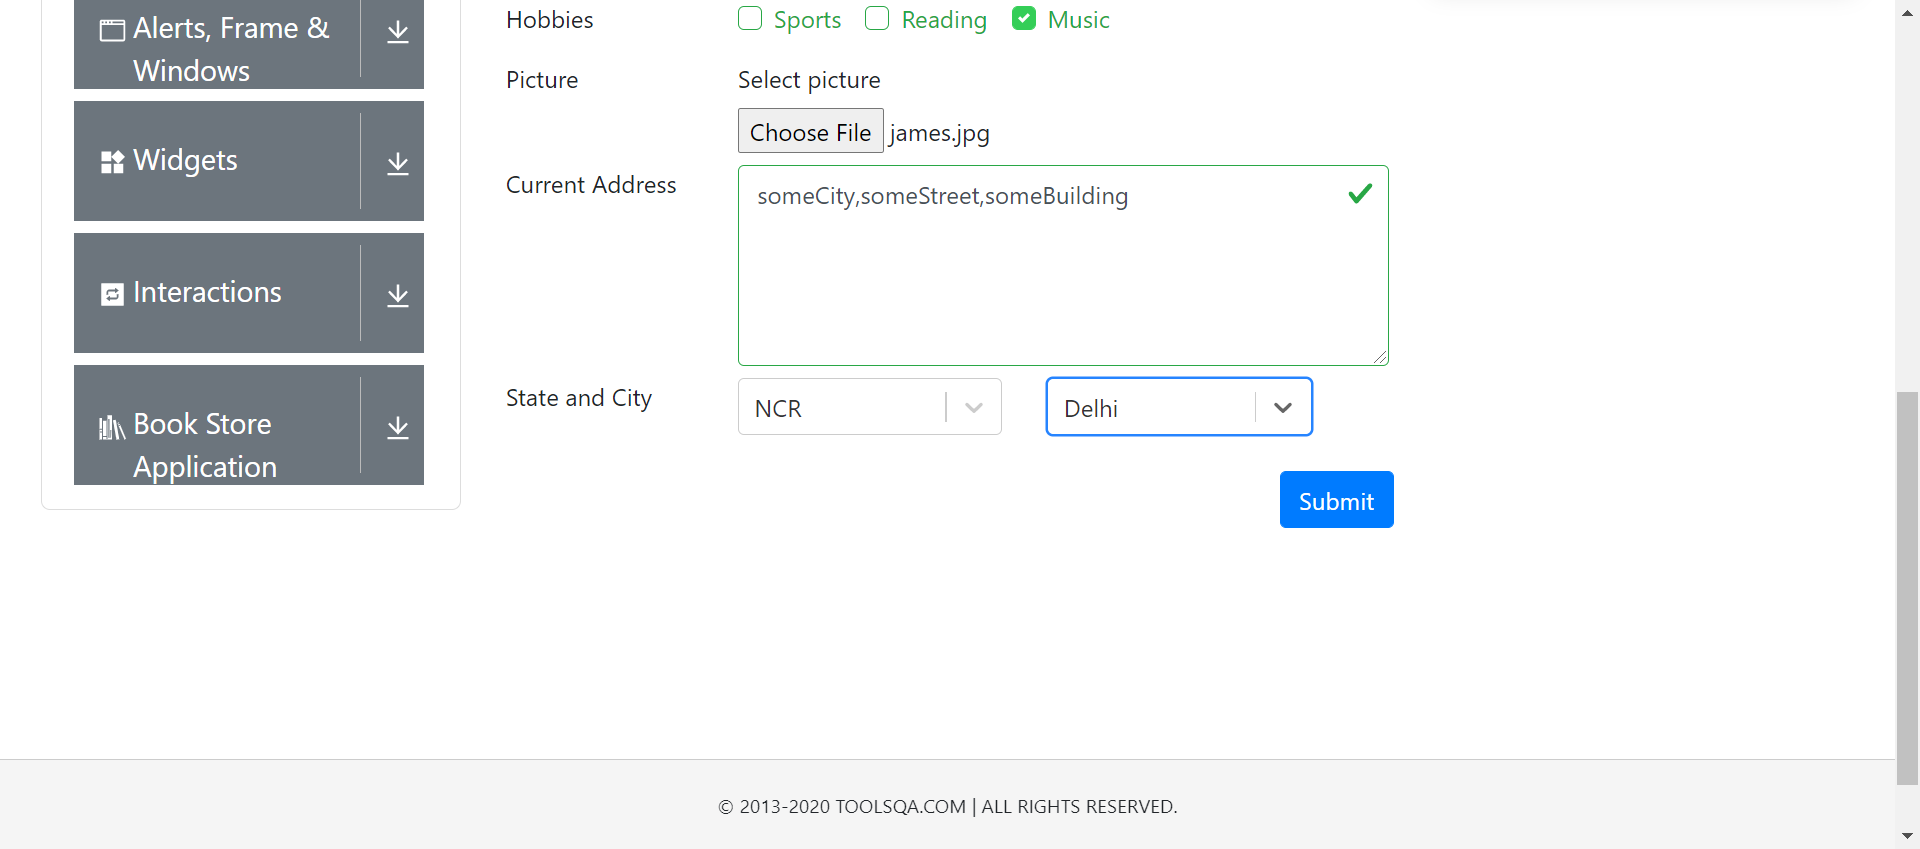 Alerts, Frame &
Windows
Widgets
Interactions
Book Store
Application
Hobbies
Sports
Reading
Music
Picture
Select picture
Choose File james.jpg
Current Address
someCity,someStreet,someBuilding
State and City
NCR
Delhi
Submit
© 2013-2020 TOOLSQA.COM | ALL RIGHTS RESERVED.